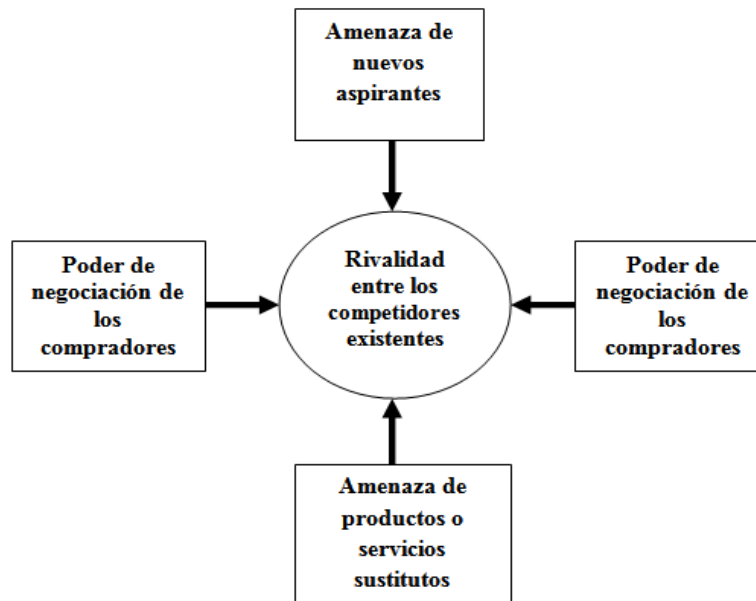 Amenaza de
nuevos
aspirantes
Poder de
negociación de
los
compradores
Rivalidad
entre los
competidores
existentes
Poder de
negociación de
los
compradores
Amenaza de
productos o
servicios
sustitutos